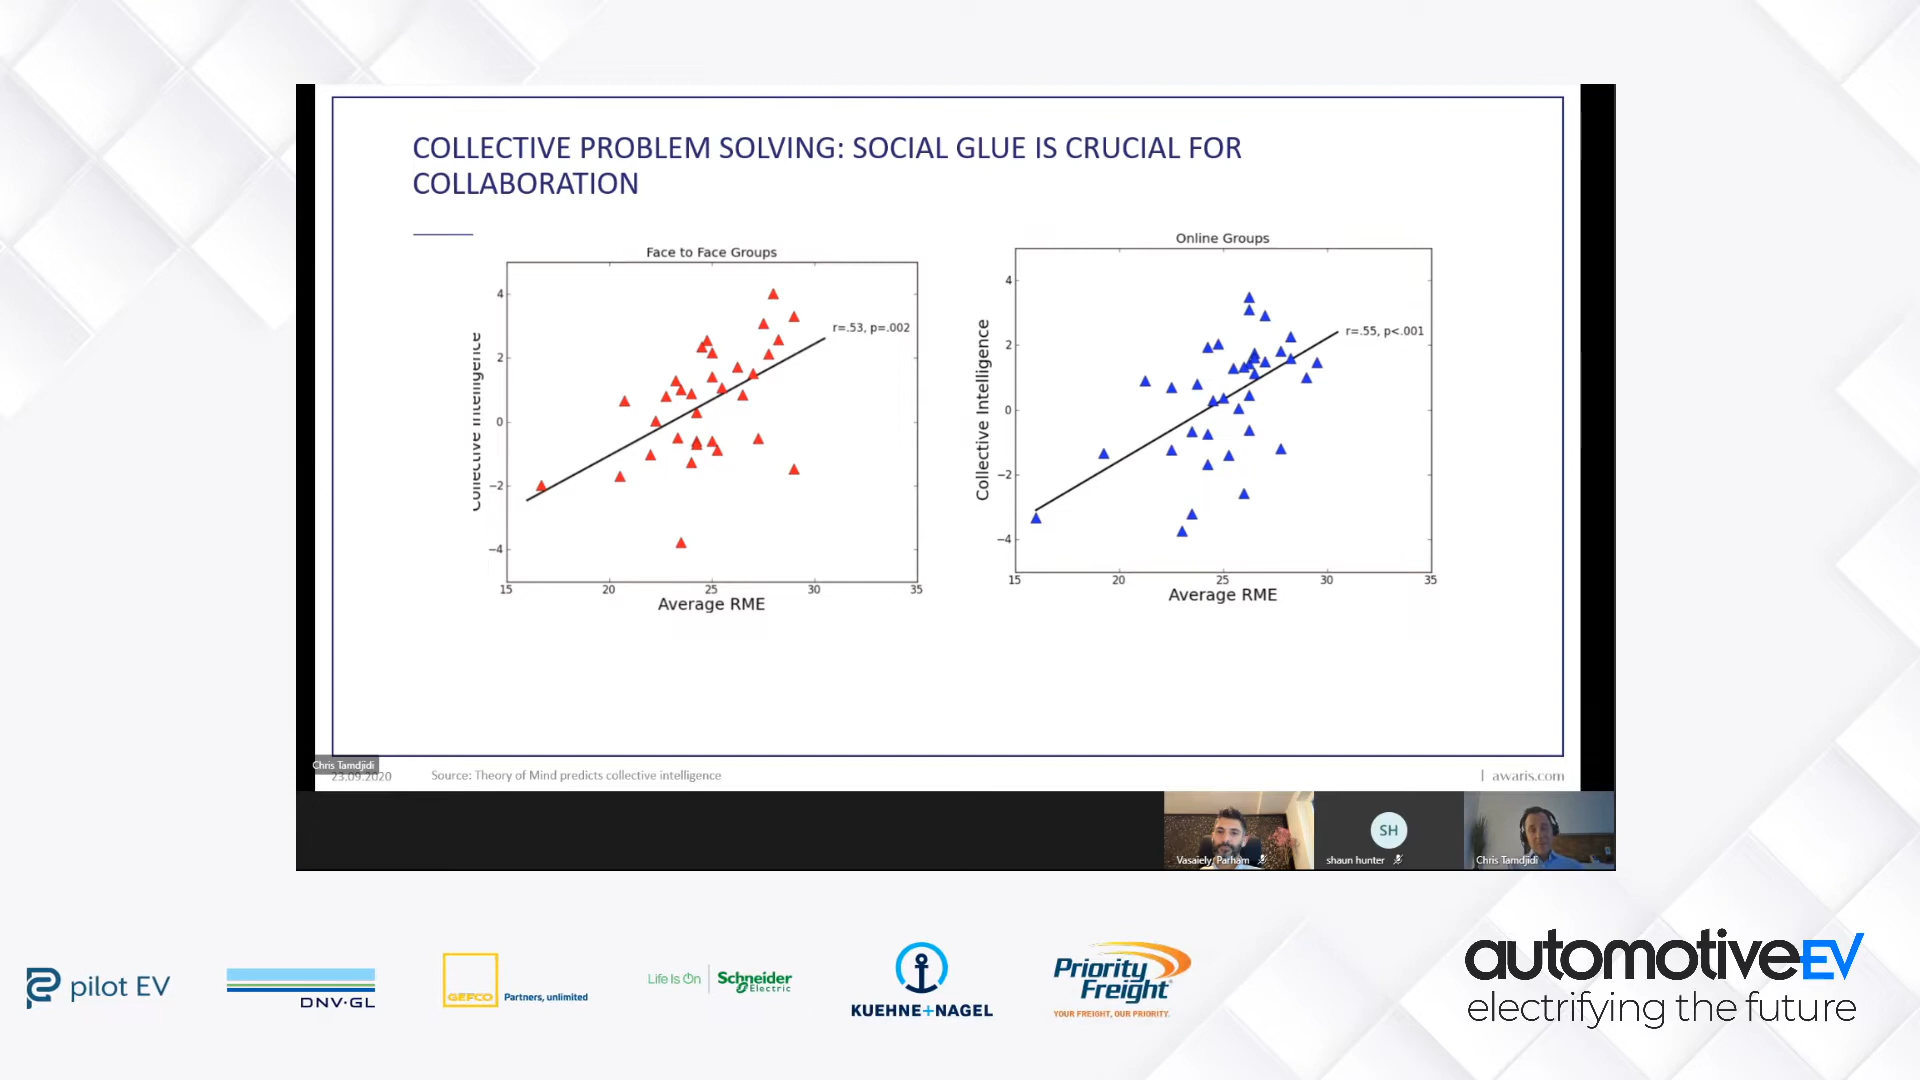 COLLECTIVE PROBLEM SOLVING: SOCIAL GLUE IS CRUCIAL FOR
COLLABORATION
Face to Face Groups
4
2
0
−2
−4
15
20
25
30
35
r=.53, p=.002
Collective Intelligence
Average RME
Online Groups
4
2
0
−2
−4
15
20
25
30
35
r=.55, p<.001
Collective Intelligence
Average RME
Chris Tamdjidi
23.09.2020
Source: Theory of Mind predicts collective intelligence
| awaris.com
Vasaiely, Parham
SH
shaun hunter
Chris Tamdjidi
pilot EV
DNV·GL
GEFCO
Partners, unlimited
Life Is On
Schneider
Electric
KUEHNE+NAGEL
Priority
Freight
YOUR FREIGHT, OUR PRIORITY.
automotiveEV
electrifying the future